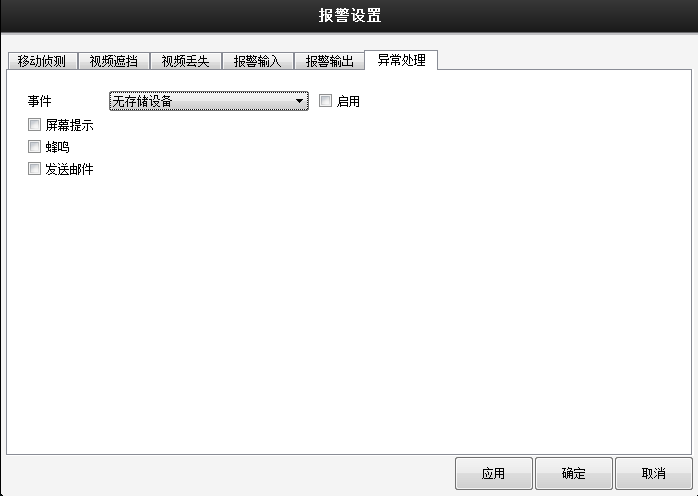 报警设置
移动侦测 视频遮挡 视频丢失 报警输入 报警输出 异常处理
事件 无存储设备 启用
屏幕提示
蜂鸣
发送邮件
应用 确定 取消